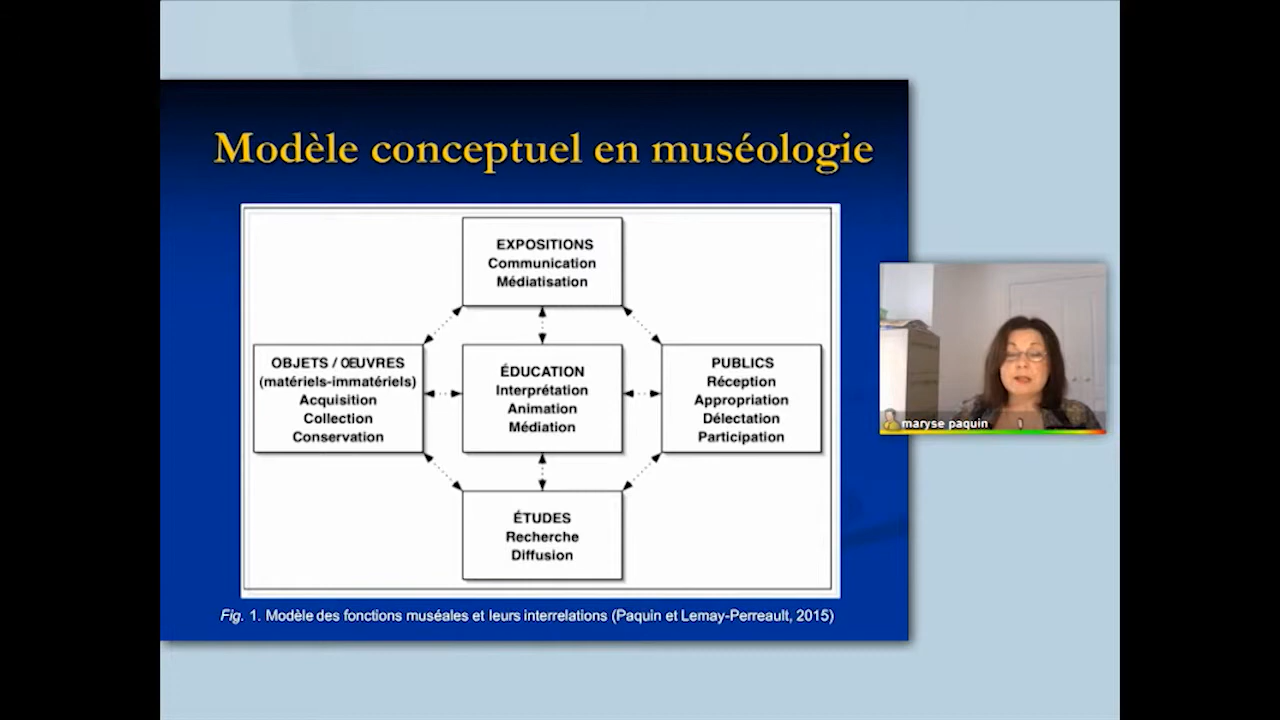 Modèle conceptuel en muséologie
EXPOSITIONS
Communication
Médiatisation
OBJETS / ŒUVRES
(matériels-immatériels)
Acquisition
Collection
Conservation
ÉDUCATION
Interprétation
Animation
Médiation
PUBLICS
Réception
Appropriation
Délectation
Participation
ÉTUDES
Recherche
Diffusion
Fig. 1. Modèle des fonctions muséales et leurs interrelations (Paquin et Lemay-Perreault, 2015)
maryse paquin